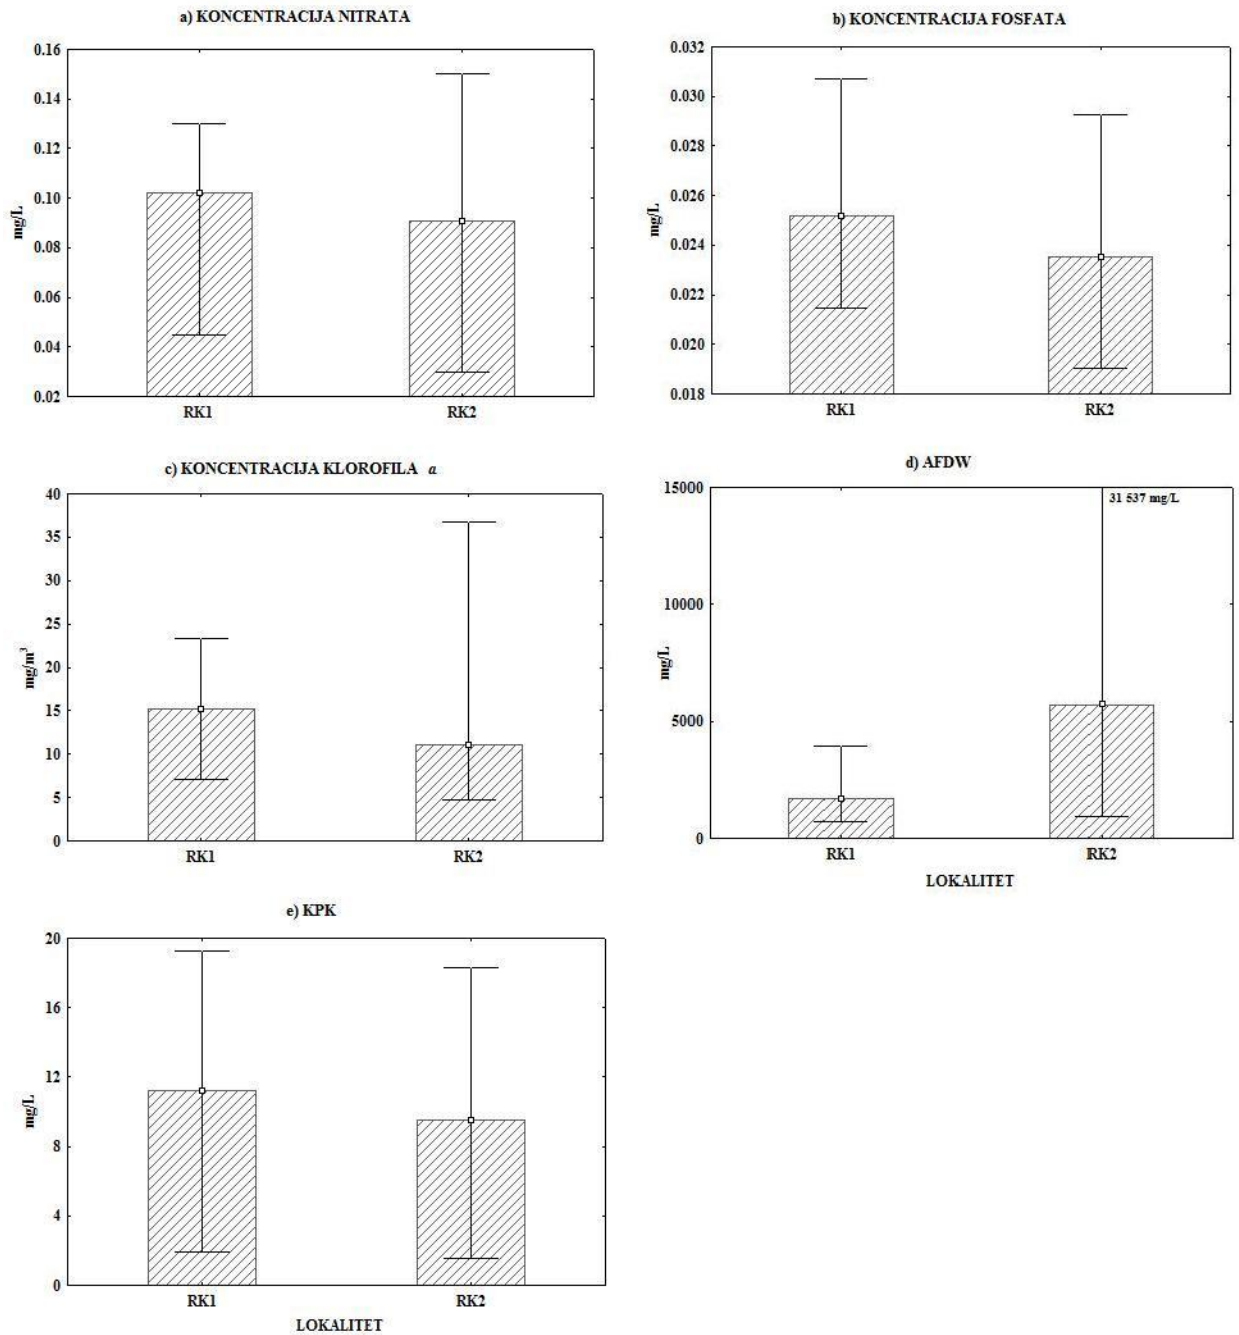 a) KONCENTRACIJA NITRATA
0.16
0.14
0.12
0.10
0.08
0.06
0.04
0.02
mg/L
RK1 RK2
b) KONCENTRACIJA FOSFATA
0.032
0.030
0.028
0.026
0.024
0.022
0.020
0.018
mg/L
RK1 RK2
c) KONCENTRACIJA KLOROFILA a
40
35
30
25
20
15
10
5
0
mg/m³
RK1 RK2
d) AFDW
15000
10000
5000
0
mg/L
31 537 mg/L
RK1 RK2
LOKALITET
e) KPK
20
16
12
8
4
0
mg/L
RK1 RK2
LOKALITET